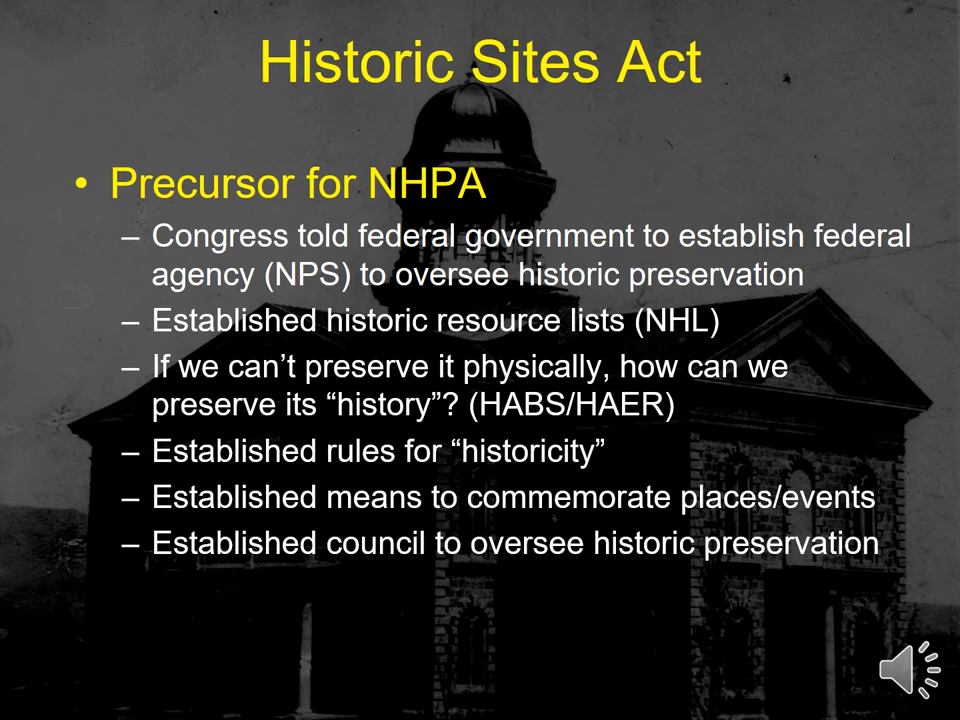 Historic Sites Act
• Precursor for NHPA
– Congress told federal government to establish federal
agency (NPS) to oversee historic preservation
– Established historic resource lists (NHL)
– If we can’t preserve it physically, how can we
preserve its “history”? (HABS/HAER)
– Established rules for “historicity”
– Established means to commemorate places/events
– Established council to oversee historic preservation